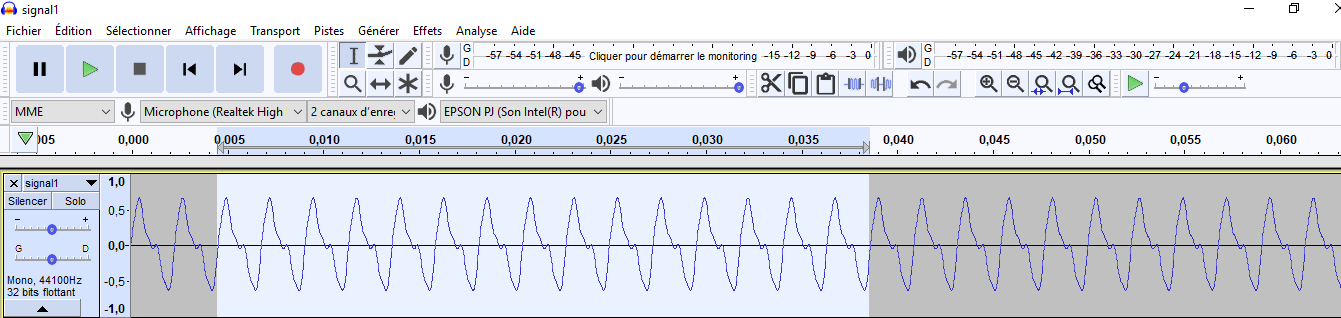 signal1
Fichier Édition Sélectionner Affichage Transport Pistes Générer Effets Analyse Aide
G D -57 -54 -51 -48 -45 Cliquer pour démarrer le monitoring -15 -12 -9 -6 -3 0
G D -57 -54 -51 -48 -45 -42 -39 -36 -33 -30 -27 -24 -21 -18 -15 -12 -9 -6 -3 0
- + - + - +
MME Microphone (Realtek High 2 canaux d'enre EPSON PJ (Son Intel(R) pou
005 0,000 0,005 0,010 0,015 0,020 0,025 0,030 0,035 0,040 0,045 0,050 0,055 0,060
signal1 1,0
Silencer Solo
- + 0,5
G D 0,0
Mono, 44100Hz -0,5
32 bits flottant
-1,0